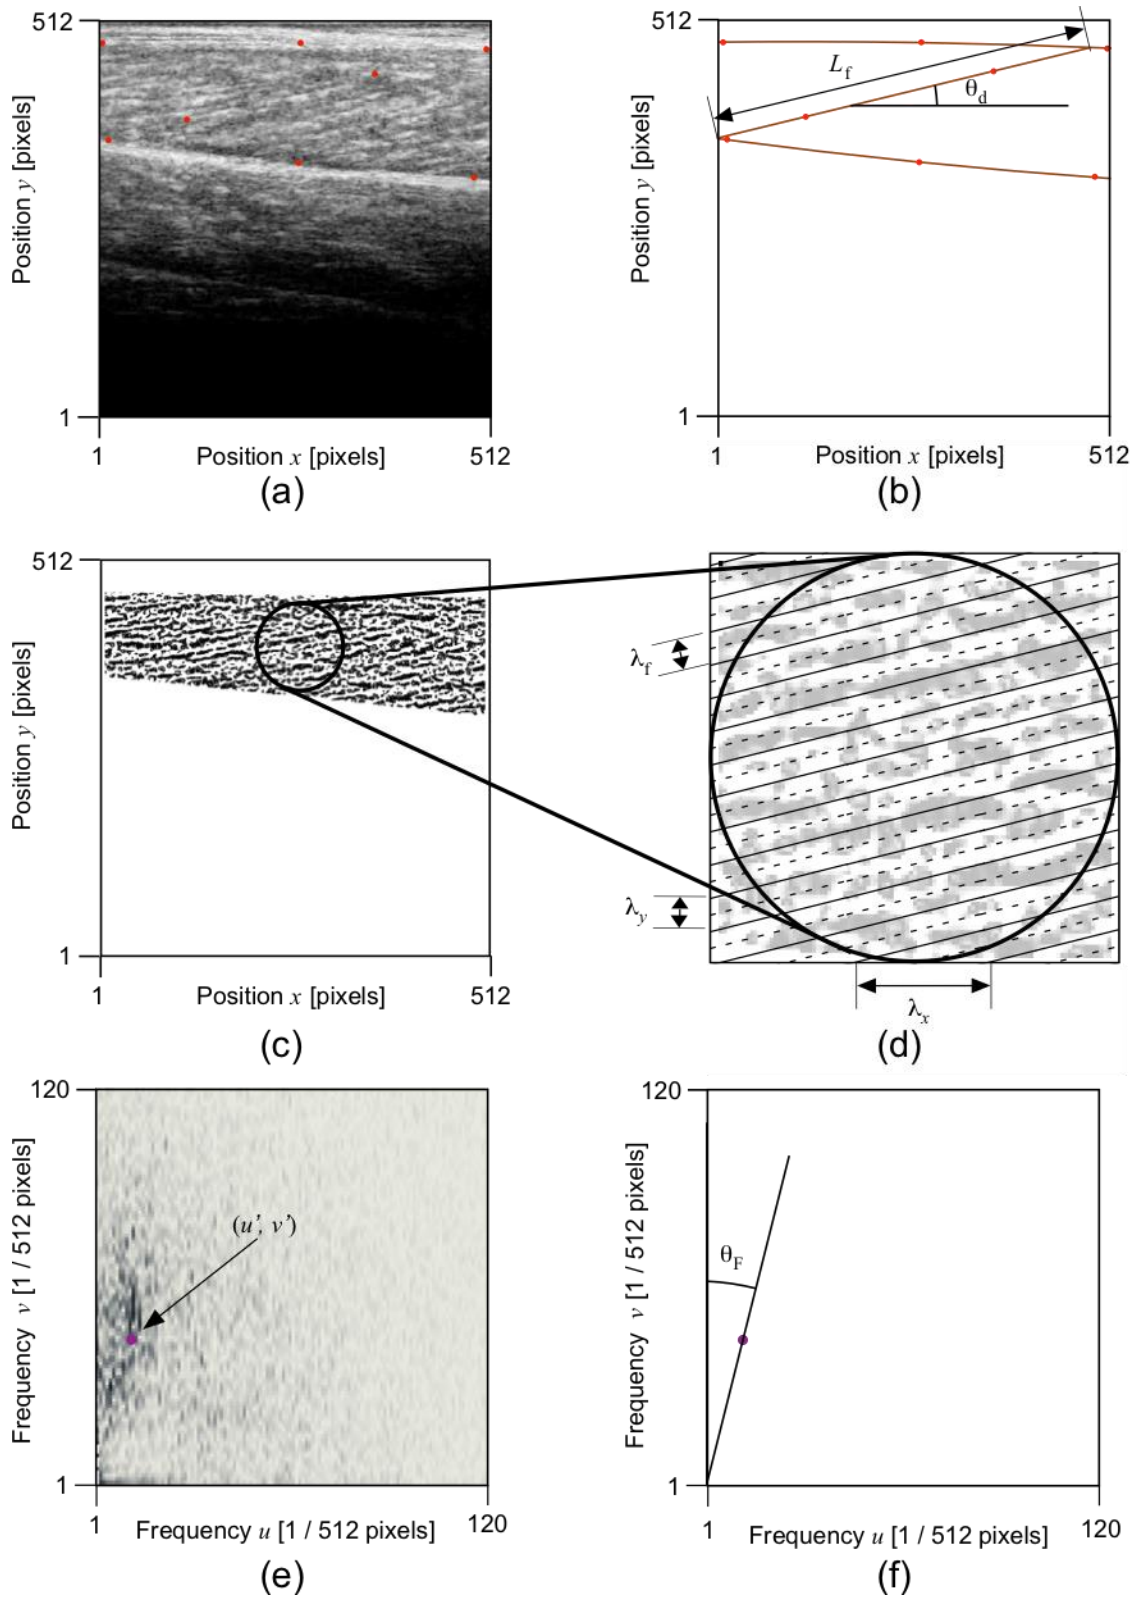 512
Position y [pixels]
1
1
Position x [pixels]
512
(a)
512
Position y [pixels]
L_f
θ_d
1
1
Position x [pixels]
512
(b)
512
Position y [pixels]
1
1
Position x [pixels]
512
(c)
λ_f
λ_y
λ_x
(d)
120
Frequency v [1 / 512 pixels]
(u’, v’)
1
1
Frequency u [1 / 512 pixels]
120
(e)
120
Frequency v [1 / 512 pixels]
θ_F
1
1
Frequency u [1 / 512 pixels]
120
(f)